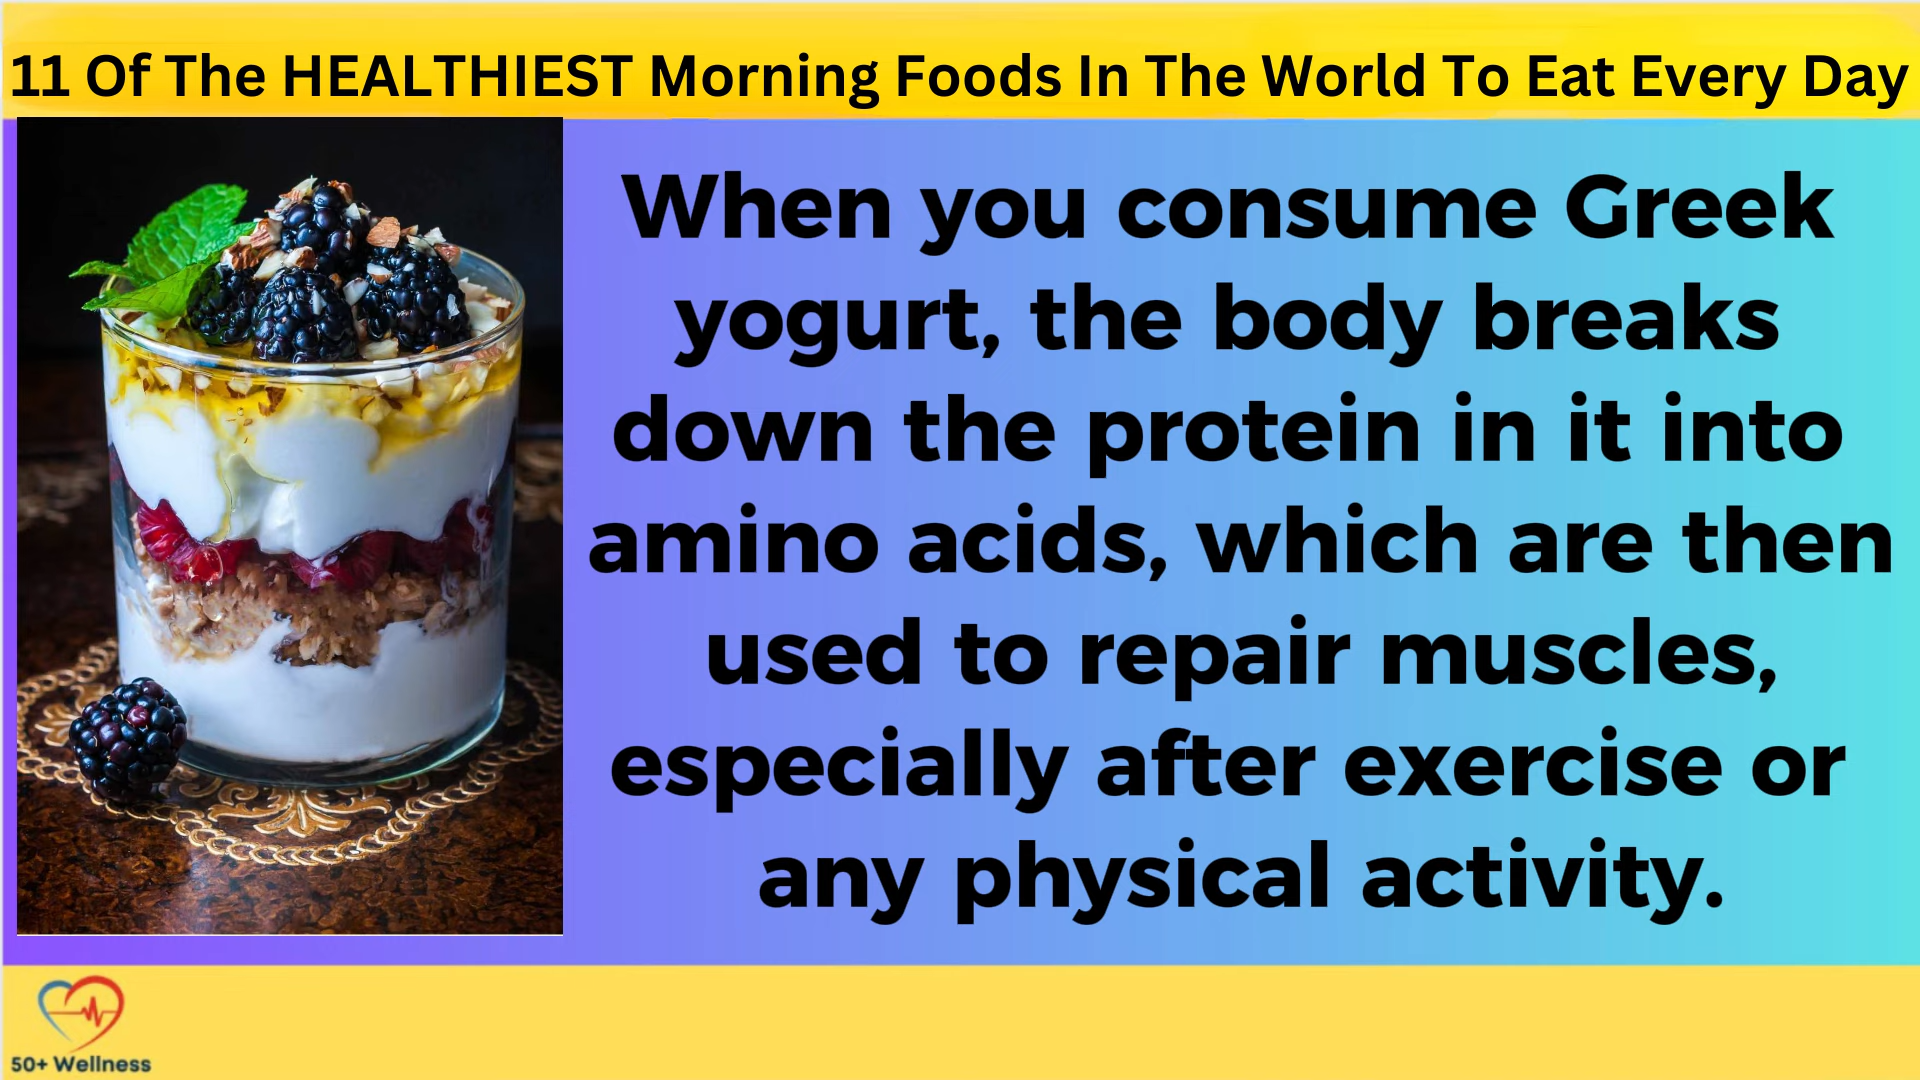 11 Of The HEALTHIEST Morning Foods In The World To Eat Every Day
When you consume Greek
yogurt, the body breaks
down the protein in it into
amino acids, which are then
used to repair muscles,
especially after exercise or
any physical activity.
50+ Wellness